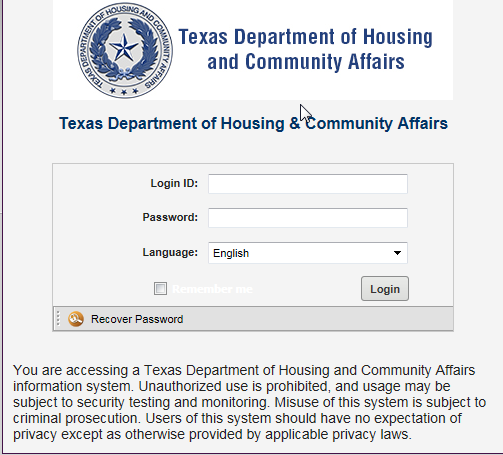 TEXAS DEPARTMENT OF HOUSING AND COMMUNITY AFFAIRS
Texas Department of Housing
and Community Affairs
Texas Department of Housing & Community Affairs
Login ID:
Password:
Language: English
Remember me Login
Recover Password
You are accessing a Texas Department of Housing and Community Affairs
information system. Unauthorized use is prohibited, and usage may be
subject to security testing and monitoring. Misuse of this system is subject to
criminal prosecution. Users of this system should have no expectation of
privacy except as otherwise provided by applicable privacy laws.